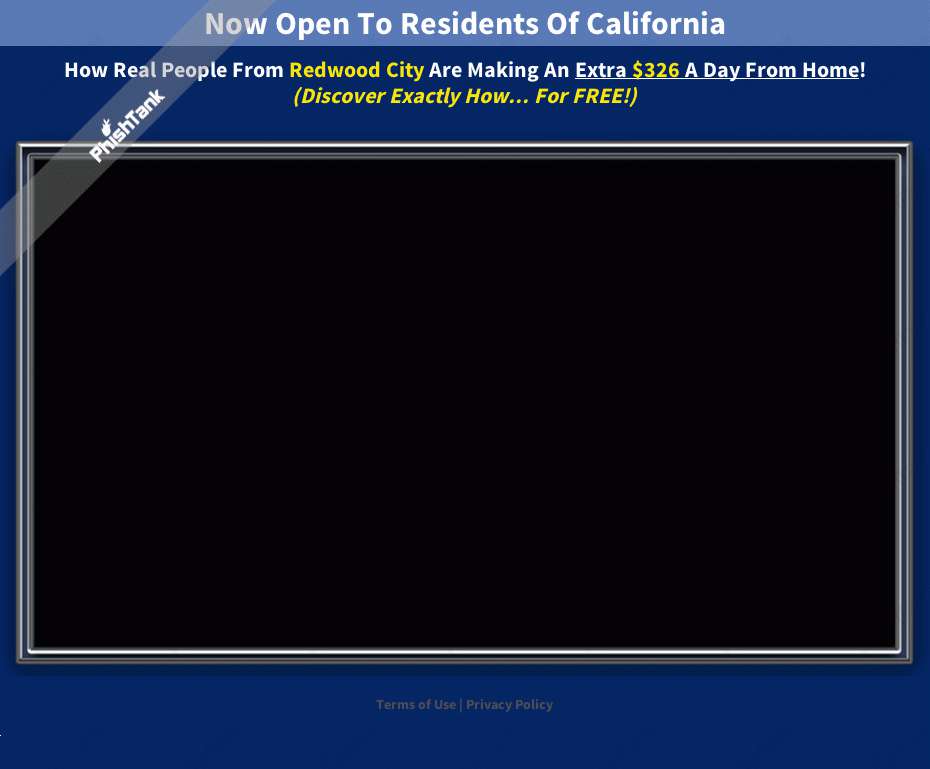 Now Open To Residents Of California
How Real People From Redwood City Are Making An Extra $326 A Day From Home!
(Discover Exactly How... For FREE!)
PhishTank
Terms of Use | Privacy Policy